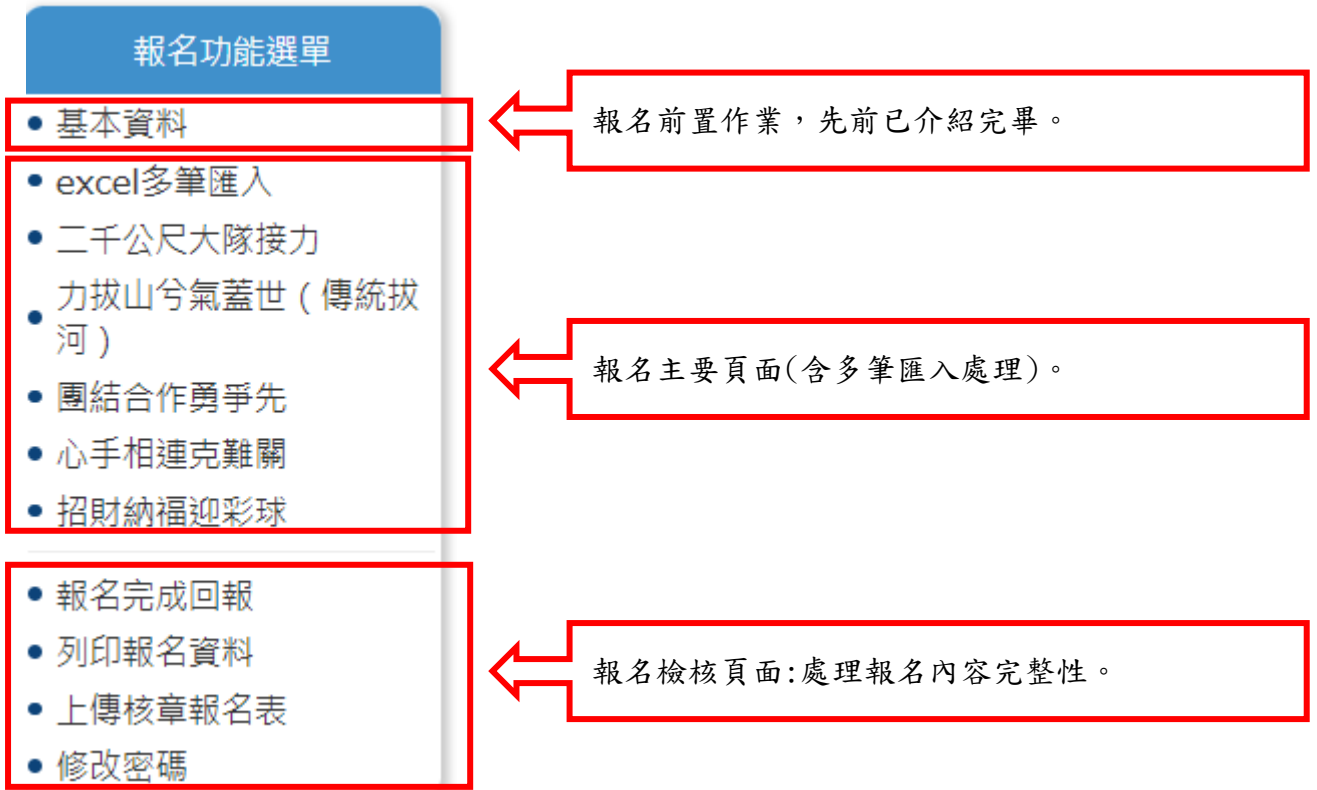 報名功能選單
基本資料
報名前置作業，先前已介紹完畢。
excel多筆匯入
二千公尺大隊接力
力拔山兮氣蓋世（傳統拔
河）
團結合作勇爭先
心手相連克難關
招財納福迎彩球
報名主要頁面(含多筆匯入處理)。
報名完成回報
列印報名資料
上傳核章報名表
修改密碼
報名檢核頁面:處理報名內容完整性。